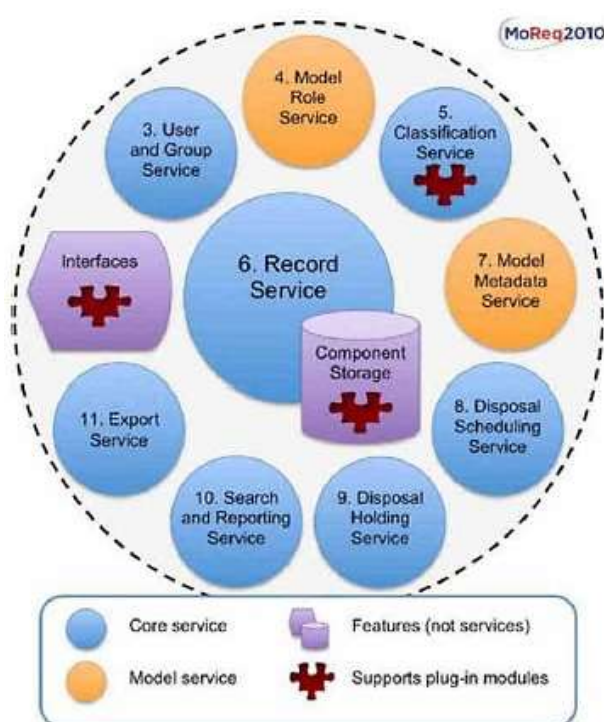 MoReq2010
4. Model
Role
Service
3. User
and Group
Service
5.
Classification
Service
Interfaces
6. Record
Service
7. Model
Metadata
Service
Component
Storage
11. Export
Service
8. Disposal
Scheduling
Service
10. Search
and Reporting
Service
9. Disposal
Holding
Service
Core service
Features (not services)
Model service
Supports plug-in modules